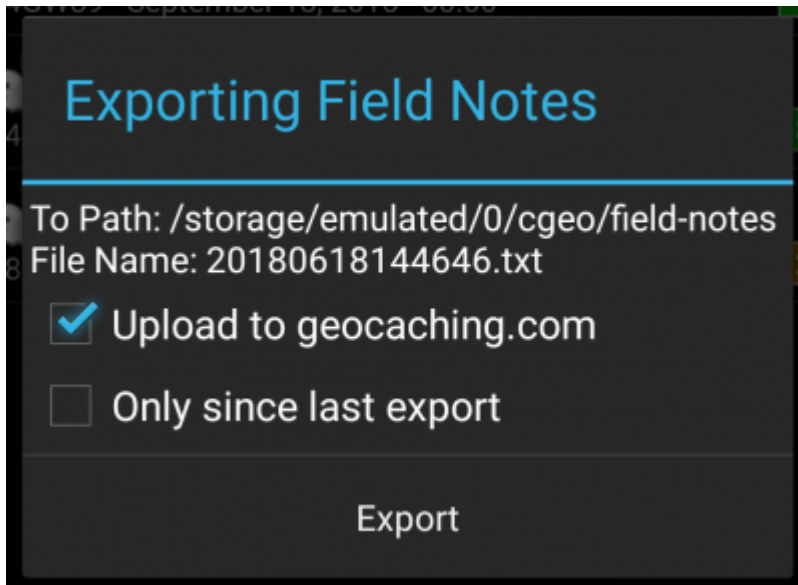 Exporting Field Notes
To Path: /storage/emulated/0/cgeo/field-notes
File Name: 20180618144646.txt
Upload to geocaching.com
Only since last export
Export